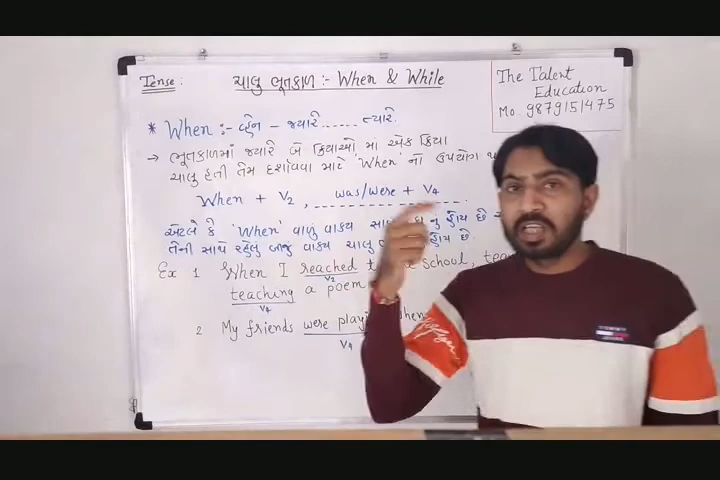 Tense :
ચાલુ ભૂતકાળ :- When & While
The Talent
Education
Mo. 9879151475
* When :- વ્હેન - જ્યારે ...... ત્યારે.
→ ભૂતકાળમાં જ્યારે બે ક્રિયાઓ માં એક ક્રિયા
ચાલુ હતી તેમ દર્શાવવા માટે 'When' નો ઉપયોગ
When + V2 , was/were + V4
એટલે કે 'When' વાળું વાક્ય નું હોય છે
તેની સાથે રહેલુ બીજું વાક્ય ચાલુ હોય છે.
Ex 1 When I reached school,
V2
teaching a poem
V4
2 My friends were
V4